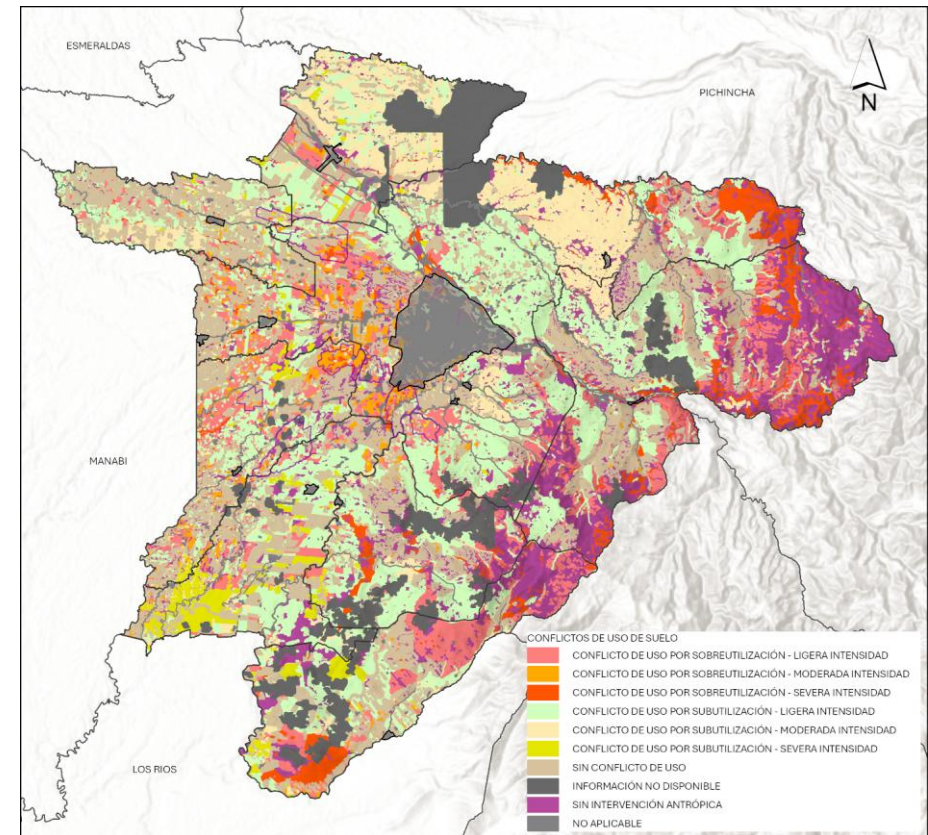 ESMERALDAS
PICHINCHA
N
MANABI
LOS RIOS
CONFLICTOS DE USO DE SUELO
CONFLICTO DE USO POR SOBREUTILIZACIÓN - LIGERA INTENSIDAD
CONFLICTO DE USO POR SOBREUTILIZACIÓN - MODERADA INTENSIDAD
CONFLICTO DE USO POR SOBREUTILIZACIÓN - SEVERA INTENSIDAD
CONFLICTO DE USO POR SUBUTILIZACIÓN - LIGERA INTENSIDAD
CONFLICTO DE USO POR SUBUTILIZACIÓN - MODERADA INTENSIDAD
CONFLICTO DE USO POR SUBUTILIZACIÓN - SEVERA INTENSIDAD
SIN CONFLICTO DE USO
INFORMACIÓN NO DISPONIBLE
SIN INTERVENCIÓN ANTRÓPICA
NO APLICABLE